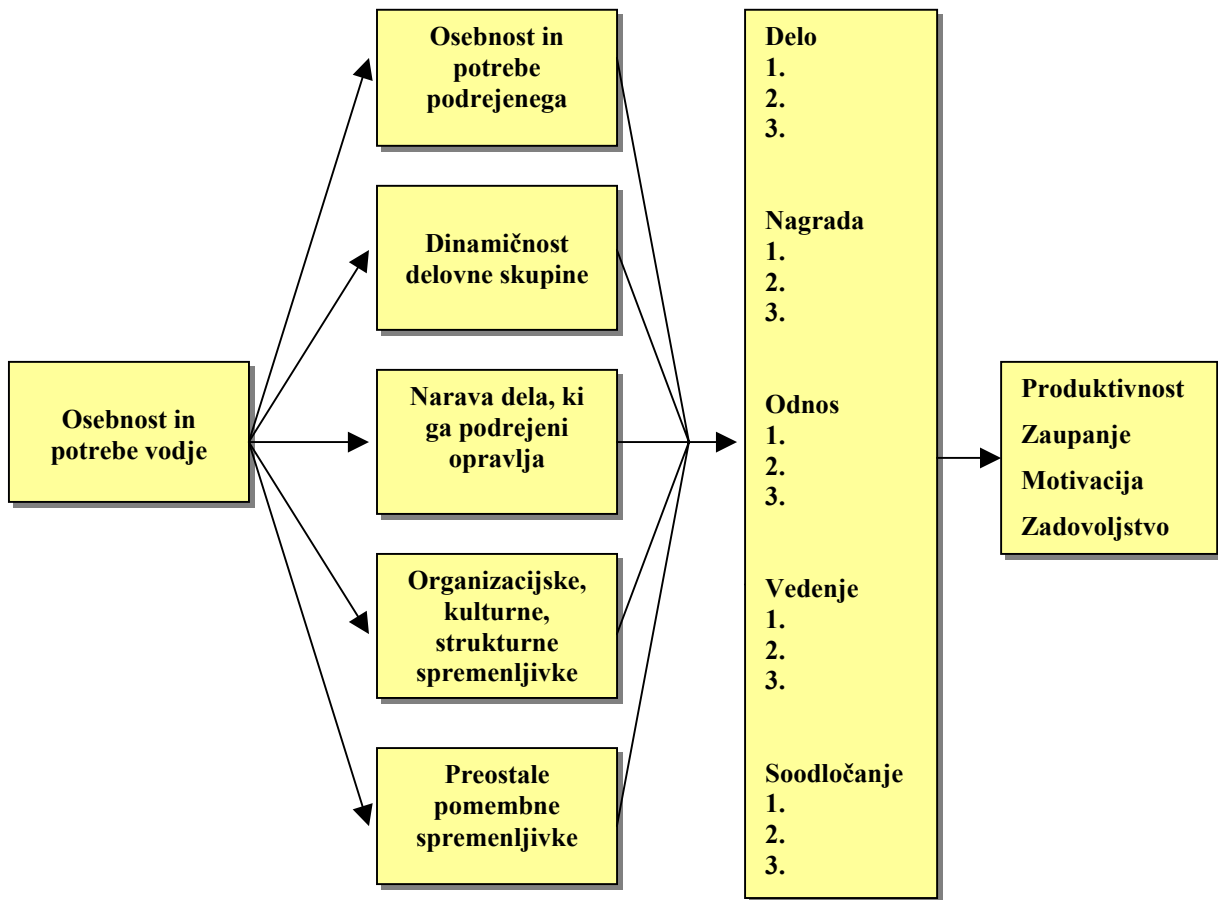 Osebnost in
potrebe vodje
Osebnost in
potrebe
podrejenega
Dinamičnost
delovne skupine
Narava dela, ki
ga podrejeni
opravlja
Organizacijske,
kulturne,
strukturne
spremenljivke
Preostale
pomembne
spremenljivke
Delo
1.
2.
3.
Nagrada
1.
2.
3.
Odnos
1.
2.
3.
Vedenje
1.
2.
3.
Soodločanje
1.
2.
3.
Produktivnost
Zaupanje
Motivacija
Zadovoljstvo